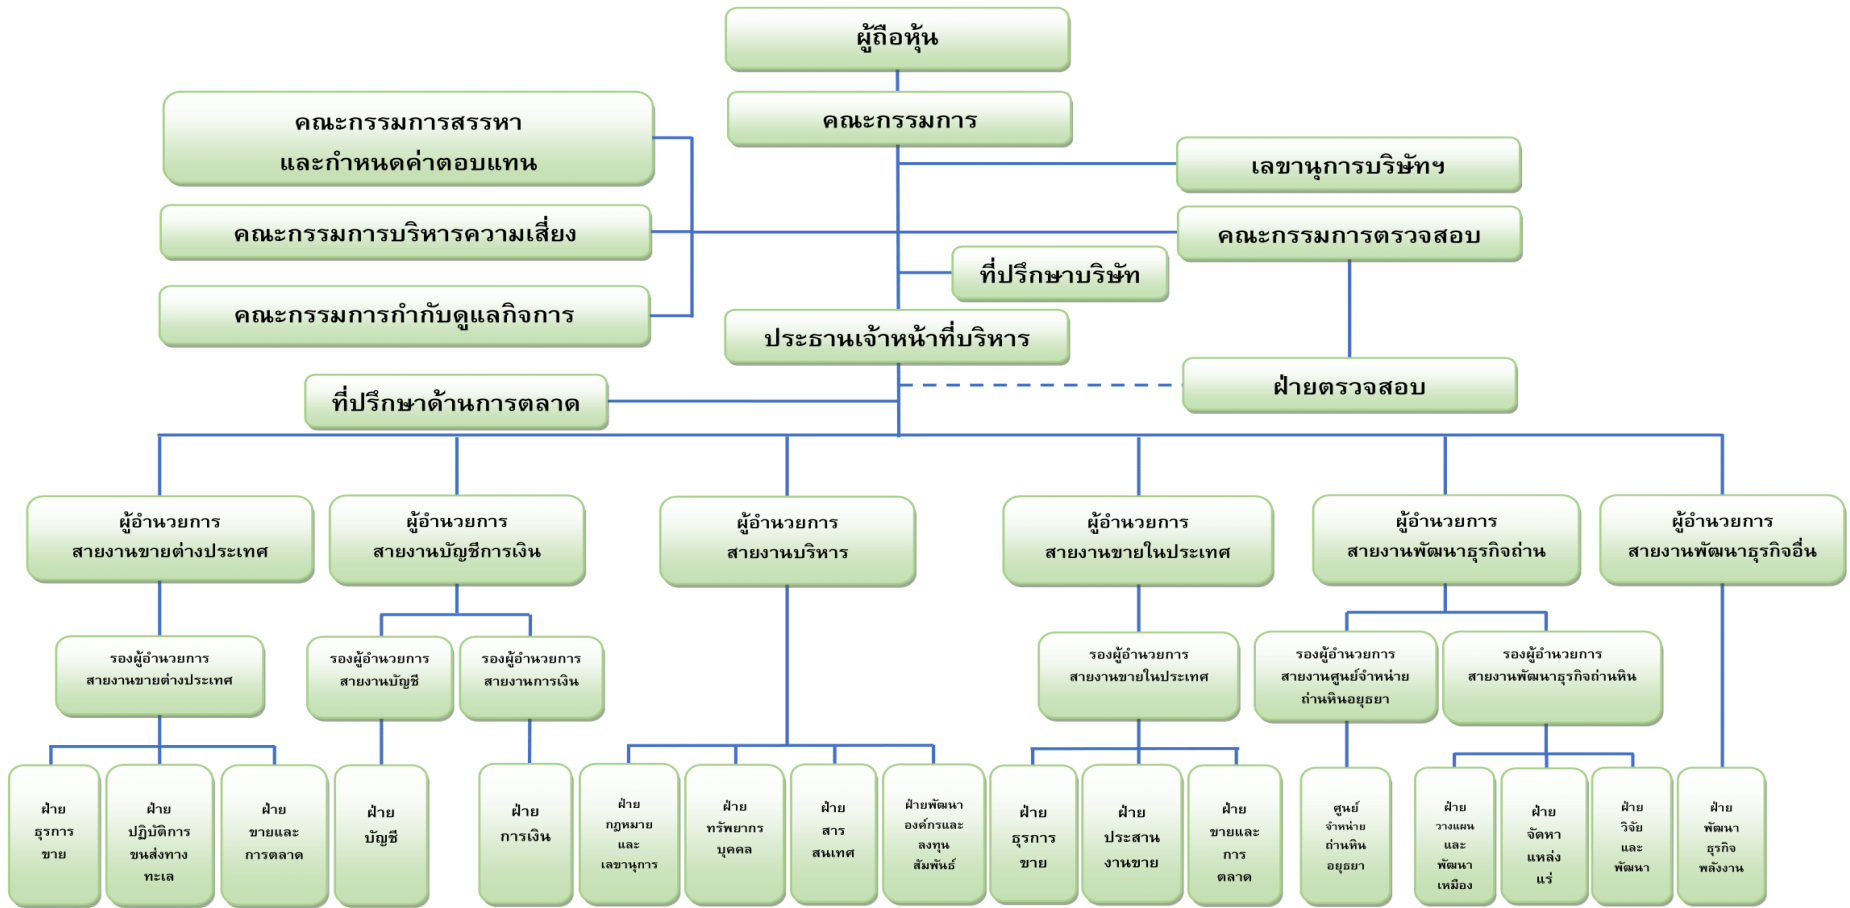 ผู้ถือหุ้น
คณะกรรมการสรรหา
และกำหนดค่าตอบแทน
คณะกรรมการ
เลขานุการบริษัทฯ
คณะกรรมการบริหารความเสี่ยง
คณะกรรมการตรวจสอบ
ที่ปรึกษาบริษัท
คณะกรรมการกำกับดูแลกิจการ
ประธานเจ้าหน้าที่บริหาร
ที่ปรึกษาด้านการตลาด
ฝ่ายตรวจสอบ
ผู้อำนวยการ
สายงานขายต่างประเทศ
ผู้อำนวยการ
สายงานบัญชีการเงิน
ผู้อำนวยการ
สายงานบริหาร
ผู้อำนวยการ
สายงานขายในประเทศ
ผู้อำนวยการ
สายงานพัฒนาธุรกิจถ่าน
ผู้อำนวยการ
สายงานพัฒนาธุรกิจอื่น
รองผู้อำนวยการ
สายงานขายต่างประเทศ
รองผู้อำนวยการ
สายงานบัญชี
รองผู้อำนวยการ
สายงานการเงิน
รองผู้อำนวยการ
สายงานขายในประเทศ
รองผู้อำนวยการ
สายงานศูนย์จำหน่าย
ถ่านหินอยุธยา
รองผู้อำนวยการ
สายงานพัฒนาธุรกิจถ่านหิน
ฝ่าย
ธุรการ
ขาย
ฝ่าย
ปฏิบัติการ
ขนส่งทาง
ทะเล
ฝ่าย
ขายและ
การตลาด
ฝ่าย
บัญชี
ฝ่าย
การเงิน
ฝ่าย
กฎหมาย
และ
เลขานุการ
ฝ่าย
ทรัพยากร
บุคคล
ฝ่าย
สาร
สนเทศ
ฝ่ายพัฒนา
องค์กรและ
ลงทุน
สัมพันธ์
ฝ่าย
ธุรการ
ขาย
ฝ่าย
ประสาน
งานขาย
ฝ่าย
ขายและ
การ
ตลาด
ศูนย์
จำหน่าย
ถ่านหิน
อยุธยา
ฝ่าย
วางแผน
และ
พัฒนา
เหมือง
ฝ่าย
จัดหา
แหล่ง
แร่
ฝ่าย
วิจัย
และ
พัฒนา
ฝ่าย
พัฒนา
ธุรกิจ
พลังงาน